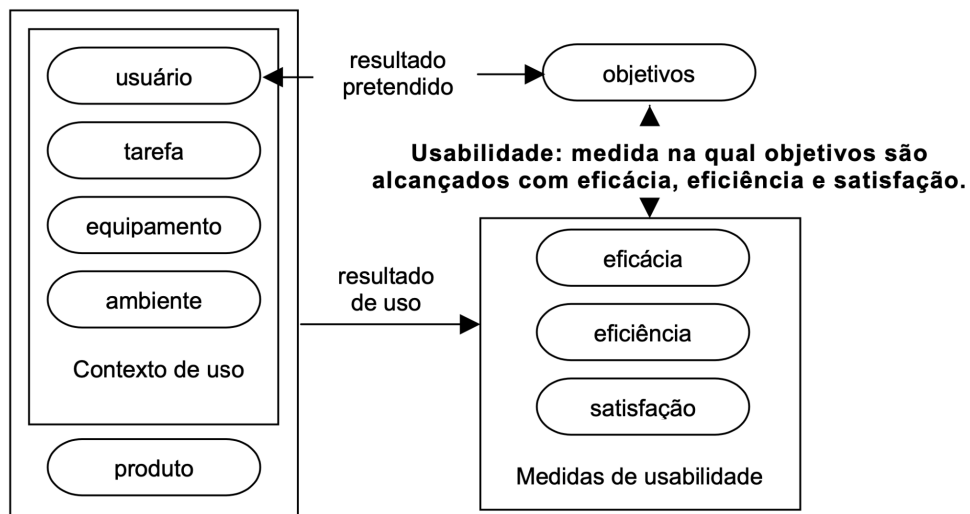 usuário
tarefa
equipamento
ambiente
Contexto de uso
produto
resultado
pretendido
objetivos
Usabilidade: medida na qual objetivos são
alcançados com eficácia, eficiência e satisfação.
resultado
de uso
eficácia
eficiência
satisfação
Medidas de usabilidade